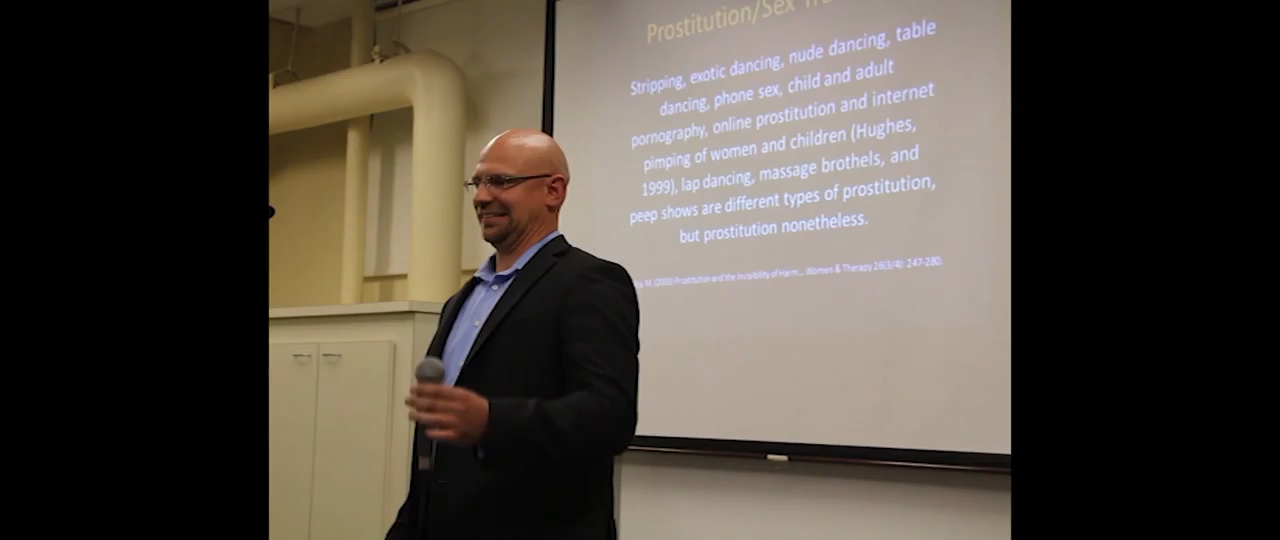 Prostitution/Sex
Stripping, exotic dancing, nude dancing, table
dancing, phone sex, child and adult
pornography, online prostitution and internet
pimping of women and children (Hughes,
1999), lap dancing, massage brothels, and
peep shows are different types of prostitution,
but prostitution nonetheless.
M. (2003) Prostitution and the Invisibility of Harm... Women & Therapy 26(3/4): 247-280.